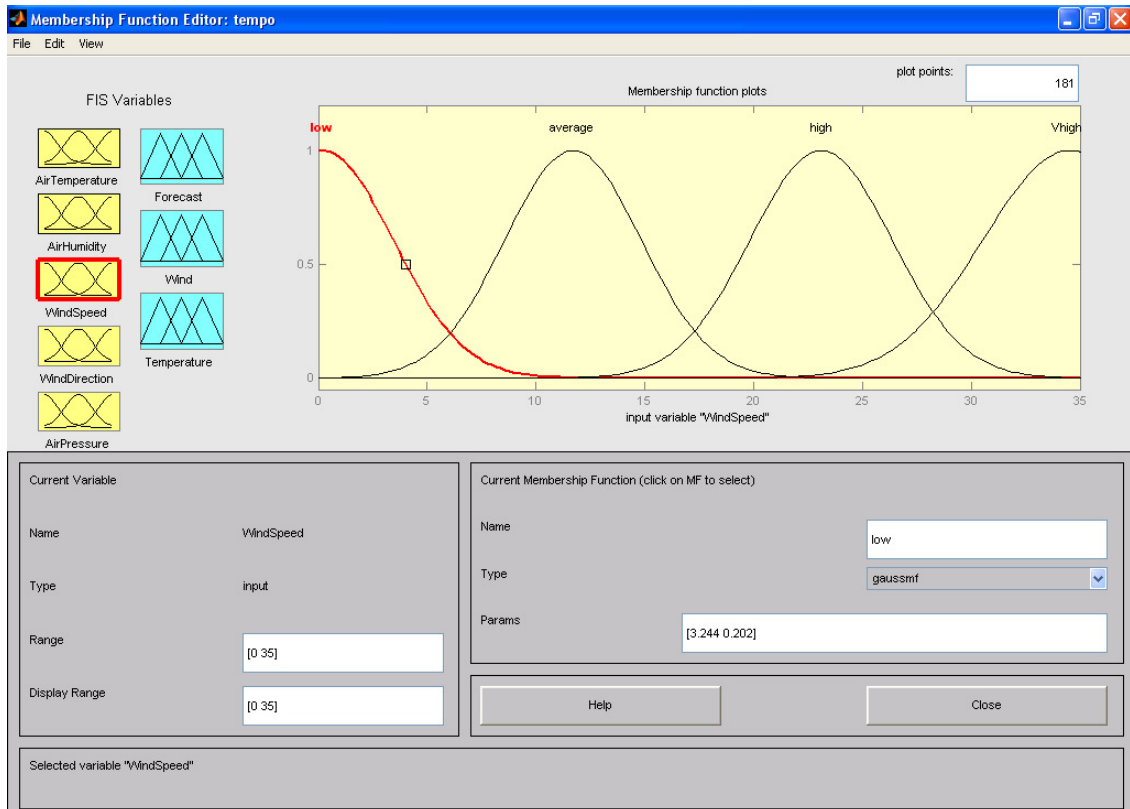 Membership Function Editor: tempo
File Edit View
plot points:
181
FIS Variables
Membership function plots
AirTemperature
Forecast
AirHumidity
Wind
WindSpeed
Temperature
WindDirection
AirPressure
low average high Vhigh
1
0.5
0
0 5 10 15 20 25 30 35
input variable "WindSpeed"
Current Variable
Name WindSpeed
Type input
Range [0 35]
Display Range [0 35]
Current Membership Function (click on MF to select)
Name low
Type gaussmf
Params [3.244 0.202]
Help Close
Selected variable "WindSpeed"